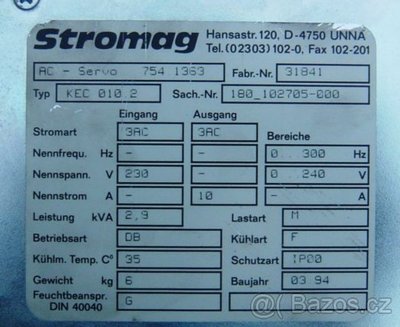 Stromag Hansastr. 120, D-4750 UNNA
Tel. (02303) 102-0, Fax 102-201
AC - Servo 754 1363 Fabr.-Nr. 31841
Typ KEC 010 2 Sach.-Nr. 180_102705-000
Eingang Ausgang
Stromart 3AC 3AC Bereiche
Nennfrequ. Hz - - 0 .. 300 Hz
Nennspann. V 230 - 0 .. 240 V
Nennstrom A - 10 - A
Leistung kVA 2,9 Lastart M
Betriebsart DB Kühlart F
Kühlm. Temp. C° 35 Schutzart IP00
Gewicht kg 6 Baujahr 03.94
Feuchtbeanspr. G
DIN 40040
Bazos.cz